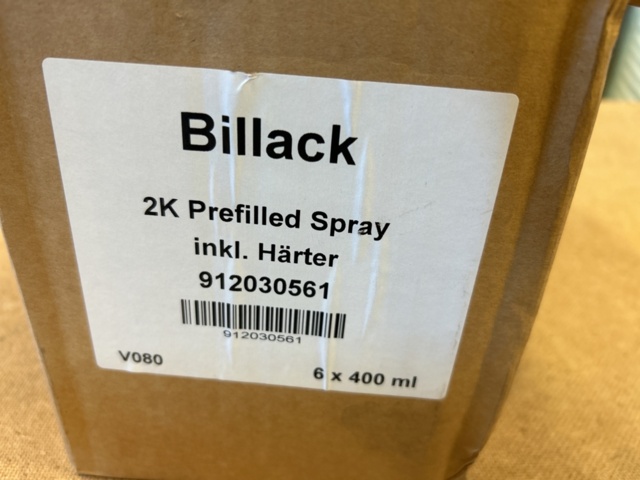 Billack
2K Prefilled Spray
inkl. Härter
912030561
912030561
V080
6 x 400 ml